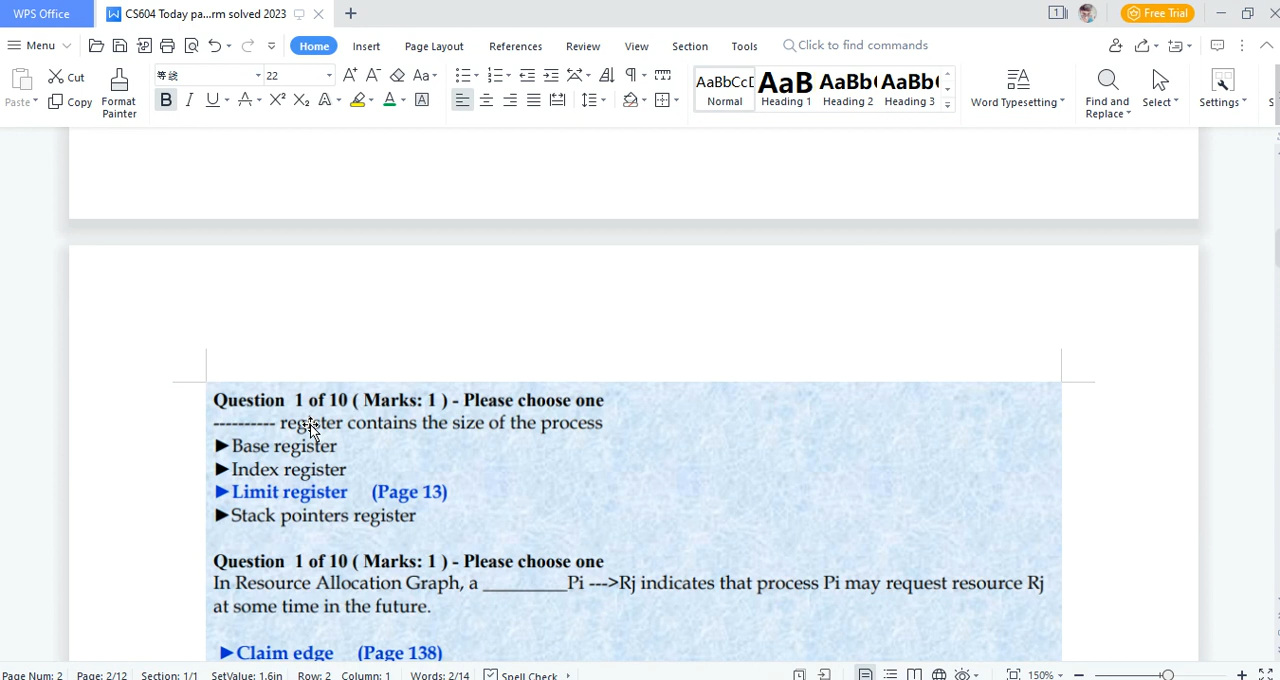 WPS Office
CS604 Today pa...rm solved 2023
1
Free Trial
Menu
Home
Insert
Page Layout
References
Review
View
Section
Tools
Click to find commands
Paste
Cut
Copy
Format
Painter
22
AaBbCcD
Normal
AaB
Heading 1
AaBb(
Heading 2
AaBb(
Heading 3
Word Typesetting
Find and
Replace
Select
Settings
Question 1 of 10 ( Marks: 1 ) - Please choose one
---------- register contains the size of the process
►Base register
►Index register
►Limit register (Page 13)
►Stack pointers register
Question 1 of 10 ( Marks: 1 ) - Please choose one
In Resource Allocation Graph, a _________Pi --->Rj indicates that process Pi may request resource Rj
at some time in the future.
►Claim edge (Page 138)
Page Num: 2 Page: 2/12 Section: 1/1 SetValue: 1.6in Row: 2 Column: 1 Words: 2/14 Spell Check 150%